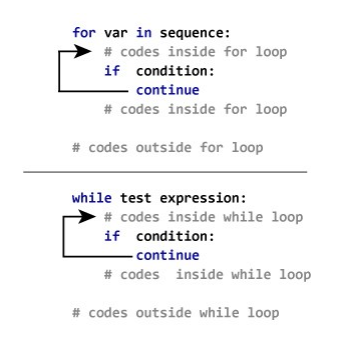 for var in sequence:
# codes inside for loop
if condition:
continue
# codes inside for loop
# codes outside for loop
while test expression:
# codes inside while loop
if condition:
continue
# codes inside while loop
# codes outside while loop